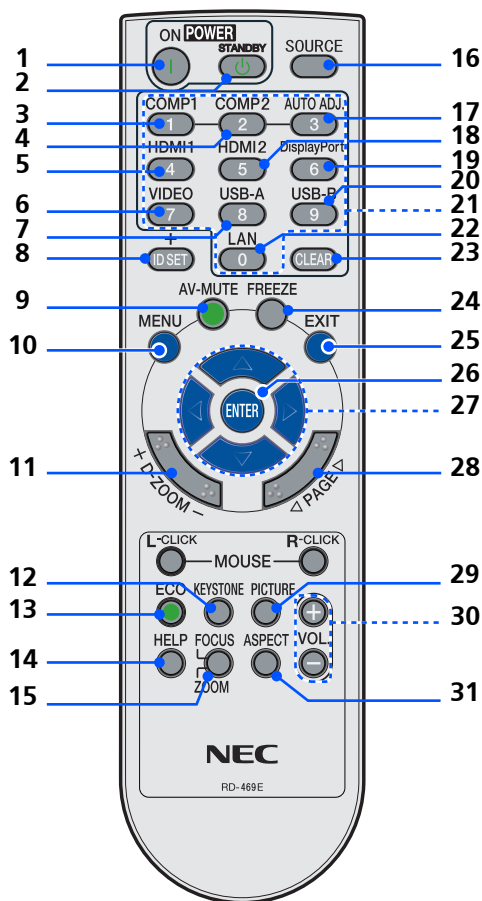 ON POWER STANDBY SOURCE
1 16
2
COMP1 COMP2 AUTO ADJ.
3 1 2 3 17
4 18
HDMI1 HDMI2 DisplayPort
5 4 5 6 19
VIDEO USB-A USB-B 20
6 7 8 9 21
7 22
+ LAN
8 ID SET 0 CLEAR 23
AV-MUTE FREEZE
9 24
MENU EXIT
10 25
26
ENTER 27
11 28
+ D-ZOOM −
◁ PAGE ▷
L-CLICK MOUSE R-CLICK
12 29
ECO KEYSTONE PICTURE
13 + 30
HELP FOCUS ASPECT VOL.
14 −
ZOOM
15 31
NEC
RD-469E